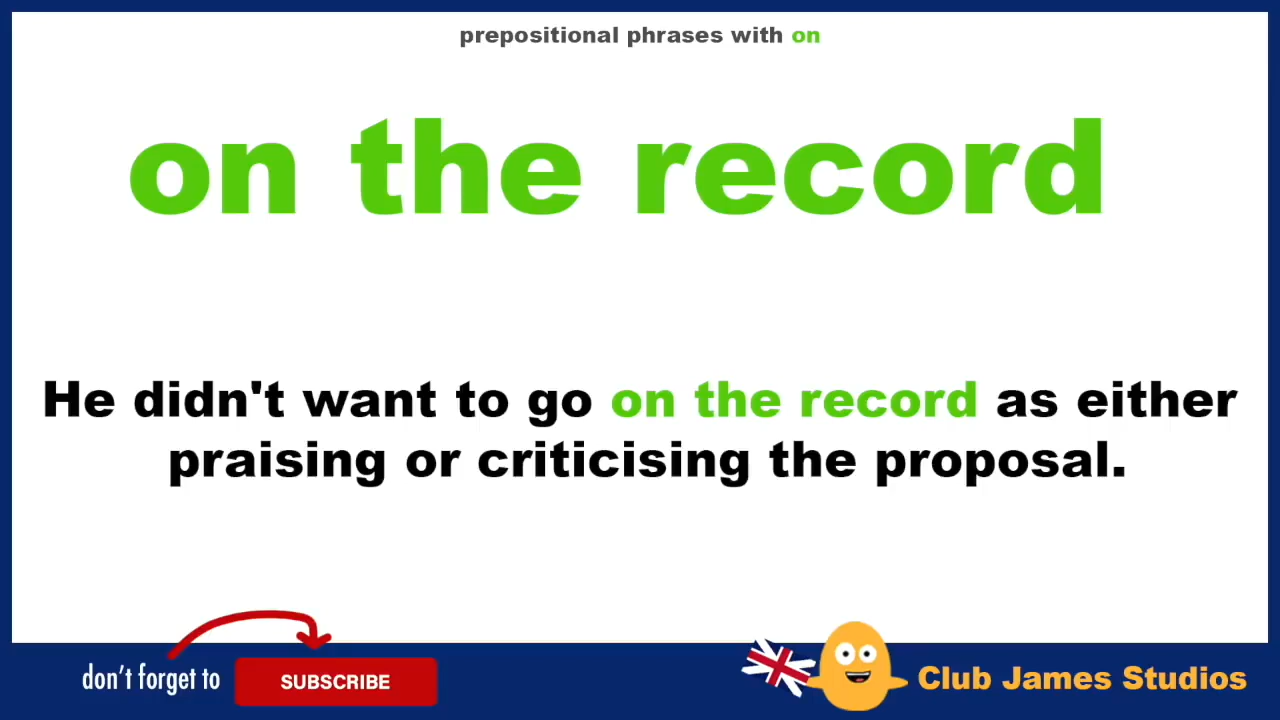 prepositional phrases with on
on the record
He didn't want to go on the record as either
praising or criticising the proposal.
don't forget to
SUBSCRIBE
Club James Studios